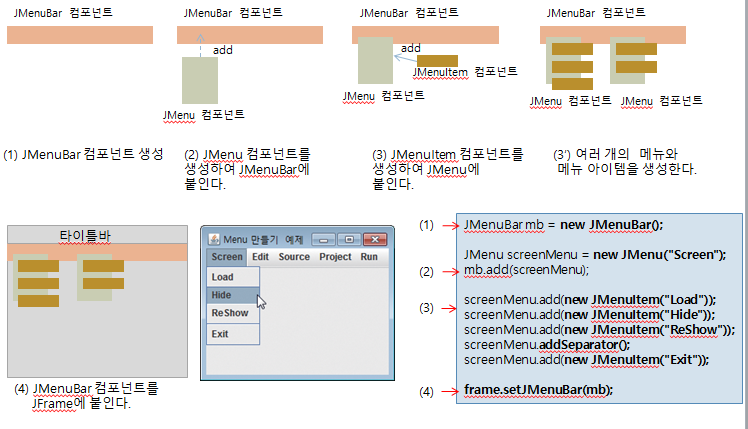 JMenuBar 컴포넌트
JMenuBar 컴포넌트
JMenuBar 컴포넌트
JMenuBar 컴포넌트
add
JMenu 컴포넌트
add
JMenuItem 컴포넌트
JMenu 컴포넌트
JMenu 컴포넌트
JMenu 컴포넌트
(1) JMenuBar 컴포넌트 생성
(2) JMenu 컴포넌트를
생성하여 JMenuBar에
붙인다.
(3) JMenuItem 컴포넌트를
생성하여 JMenu에
붙인다.
(3') 여러 개의 메뉴와
메뉴 아이템을 생성한다.
타이틀바
(4) JMenuBar 컴포넌트를
JFrame에 붙인다.
Menu 만들기 예제
Screen Edit Source Project Run
Load
Hide
ReShow
Exit
(1) JMenuBar mb = new JMenuBar();
JMenu screenMenu = new JMenu("Screen");
(2) mb.add(screenMenu);
(3) screenMenu.add(new JMenuItem("Load"));
screenMenu.add(new JMenuItem("Hide"));
screenMenu.add(new JMenuItem("ReShow"));
screenMenu.addSeparator();
screenMenu.add(new JMenuItem("Exit"));
(4) frame.setJMenuBar(mb);